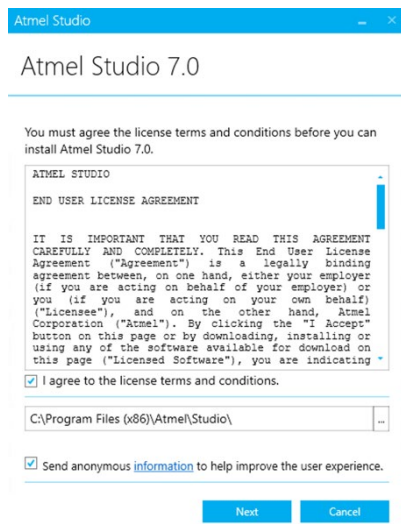 Atmel Studio
Atmel Studio 7.0
You must agree the license terms and conditions before you can
install Atmel Studio 7.0.
ATMEL STUDIO
END USER LICENSE AGREEMENT
IT IS IMPORTANT THAT YOU READ THIS AGREEMENT
CAREFULLY AND COMPLETELY. This End User License
Agreement ("Agreement") is a legally binding
agreement between, on one hand, either your employer
(if you are acting on behalf of your employer) or
you (if you are acting on your own behalf)
("Licensee"), and on the other hand, Atmel
Corporation ("Atmel"). By clicking the "I Accept"
button on this page or by downloading, installing or
using any of the software available for download on
this page ("Licensed Software"), you are indicating
I agree to the license terms and conditions.
C:\Program Files (x86)\Atmel\Studio\
...
Send anonymous information to help improve the user experience.
Next Cancel